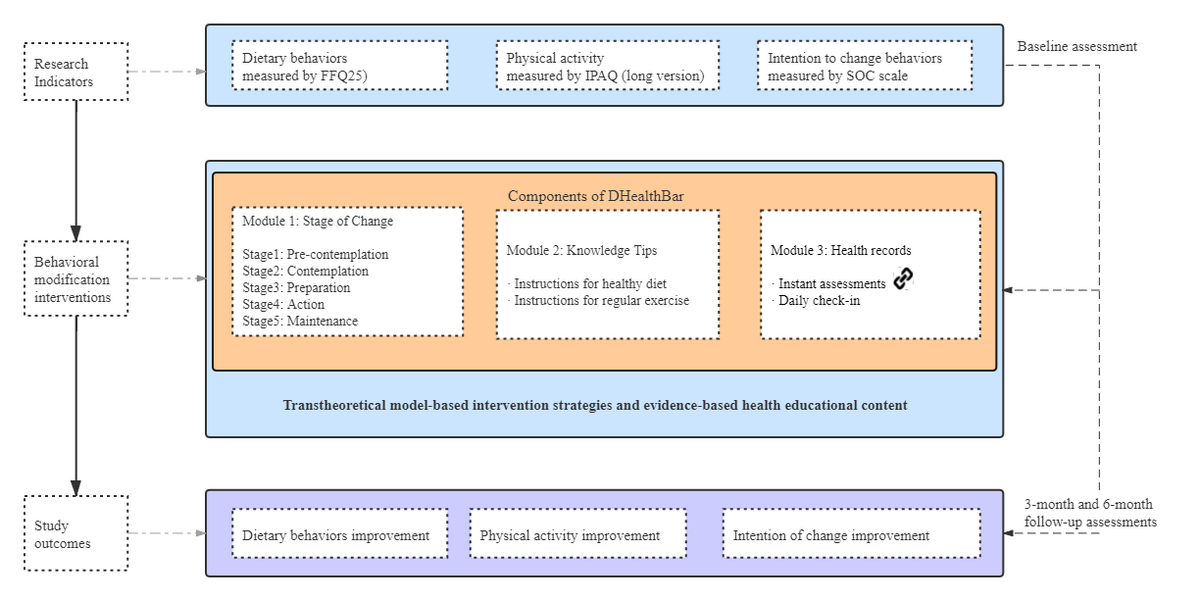 Research
Indicators
Dietary behaviors
measured by FFQ25)
Physical activity
measured by IPAQ (long version)
Intention to change behaviors
measured by SOC scale
Baseline assessment
Behavioral
modification
interventions
Components of DHealthBar
Module 1: Stage of Change
Stage1: Pre-contemplation
Stage2: Contemplation
Stage3: Preparation
Stage4: Action
Stage5: Maintenance
Module 2: Knowledge Tips
· Instructions for healthy diet
· Instructions for regular exercise
Module 3: Health records
· Instant assessments
· Daily check-in
Transtheoretical model-based intervention strategies and evidence-based health educational content
Study
outcomes
Dietary behaviors improvement
Physical activity improvement
Intention of change improvement
3-month and 6-month
follow-up assessments